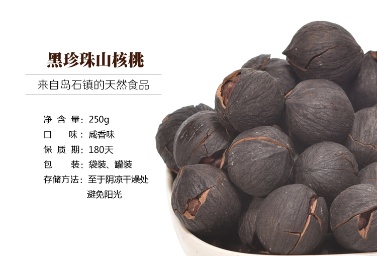 黑珍珠山核桃
来自岛石镇的天然食品
净 含 量：250g
口 味：咸香味
保 质 期：180天
包 装：袋装、罐装
存储方法：至于阴凉干燥处
避免阳光